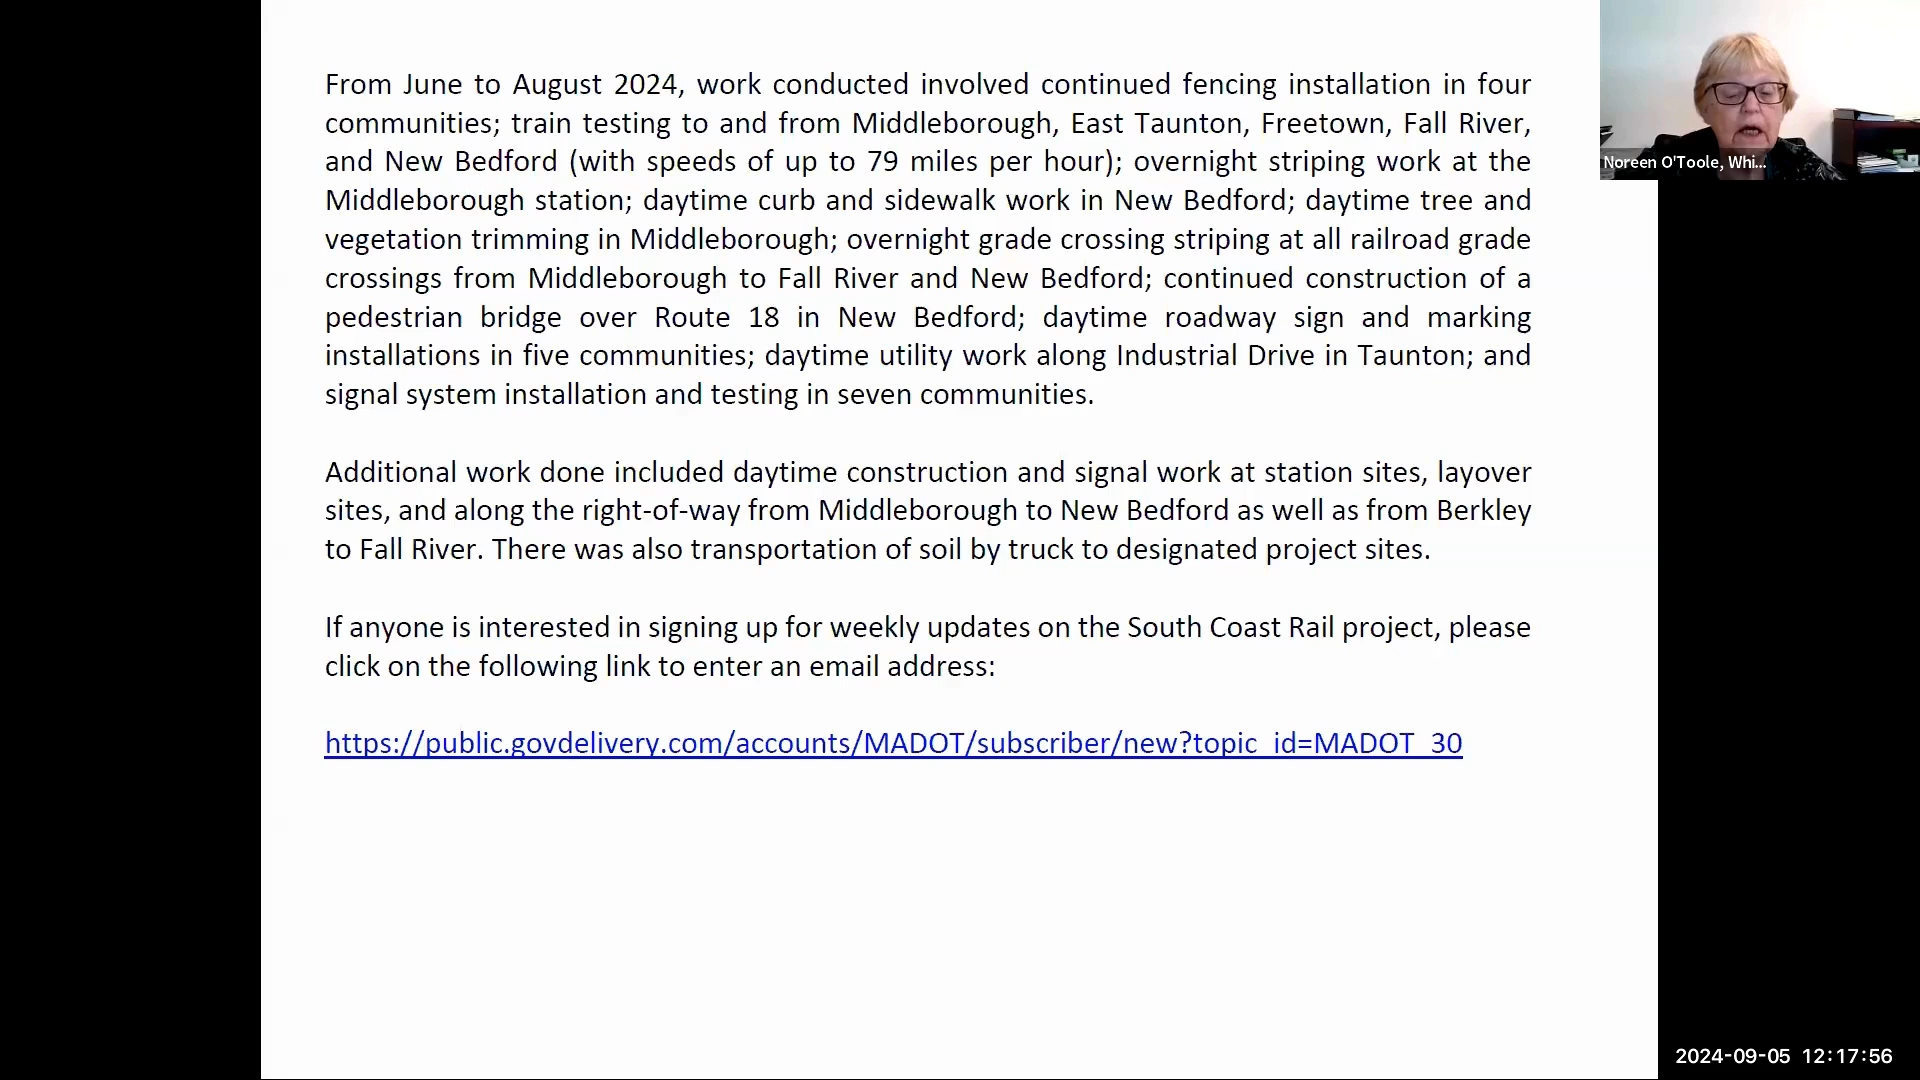 From June to August 2024, work conducted involved continued fencing installation in four
communities; train testing to and from Middleborough, East Taunton, Freetown, Fall River,
and New Bedford (with speeds of up to 79 miles per hour); overnight striping work at the
Middleborough station; daytime curb and sidewalk work in New Bedford; daytime tree and
vegetation trimming in Middleborough; overnight grade crossing striping at all railroad grade
crossings from Middleborough to Fall River and New Bedford; continued construction of a
pedestrian bridge over Route 18 in New Bedford; daytime roadway sign and marking
installations in five communities; daytime utility work along Industrial Drive in Taunton; and
signal system installation and testing in seven communities.
Additional work done included daytime construction and signal work at station sites, layover
sites, and along the right-of-way from Middleborough to New Bedford as well as from Berkley
to Fall River. There was also transportation of soil by truck to designated project sites.
If anyone is interested in signing up for weekly updates on the South Coast Rail project, please
click on the following link to enter an email address:
https://public.govdelivery.com/accounts/MADOT/subscriber/new?topic_id=MADOT_30
Noreen O'Toole, Whi...
2024-09-05 12:17:56